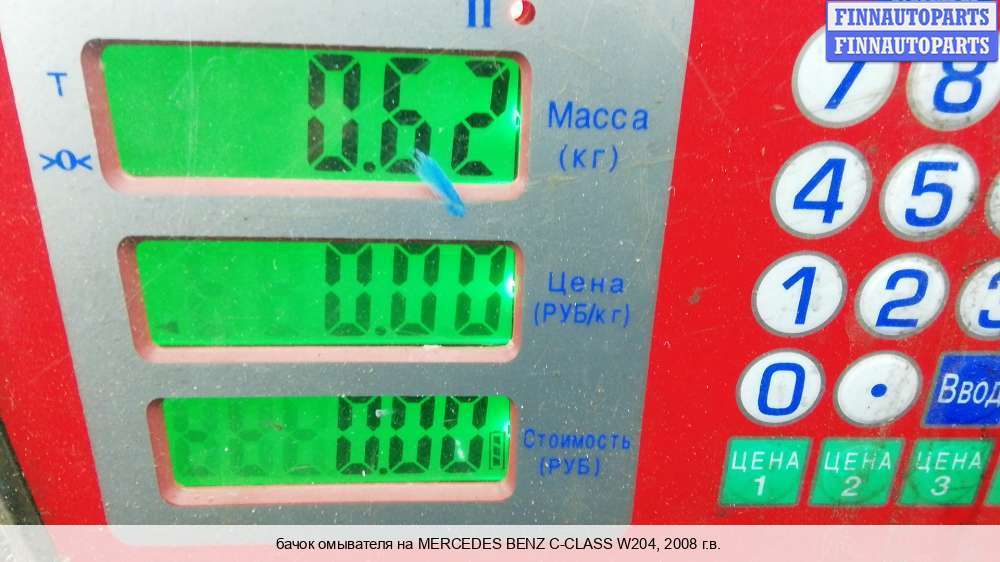 FINNAUTOPARTS
FINNAUTOPARTS
T
>0<
0.62
Масса
(кг)
0.00
Цена
(РУБ/кг)
0.00
Стоимость
(РУБ)
7 8
4 5
1 2 3
0 .
Ввод
ЦЕНА 1
ЦЕНА 2
ЦЕНА 3
бачок омывателя на MERCEDES BENZ C-CLASS W204, 2008 г.в.